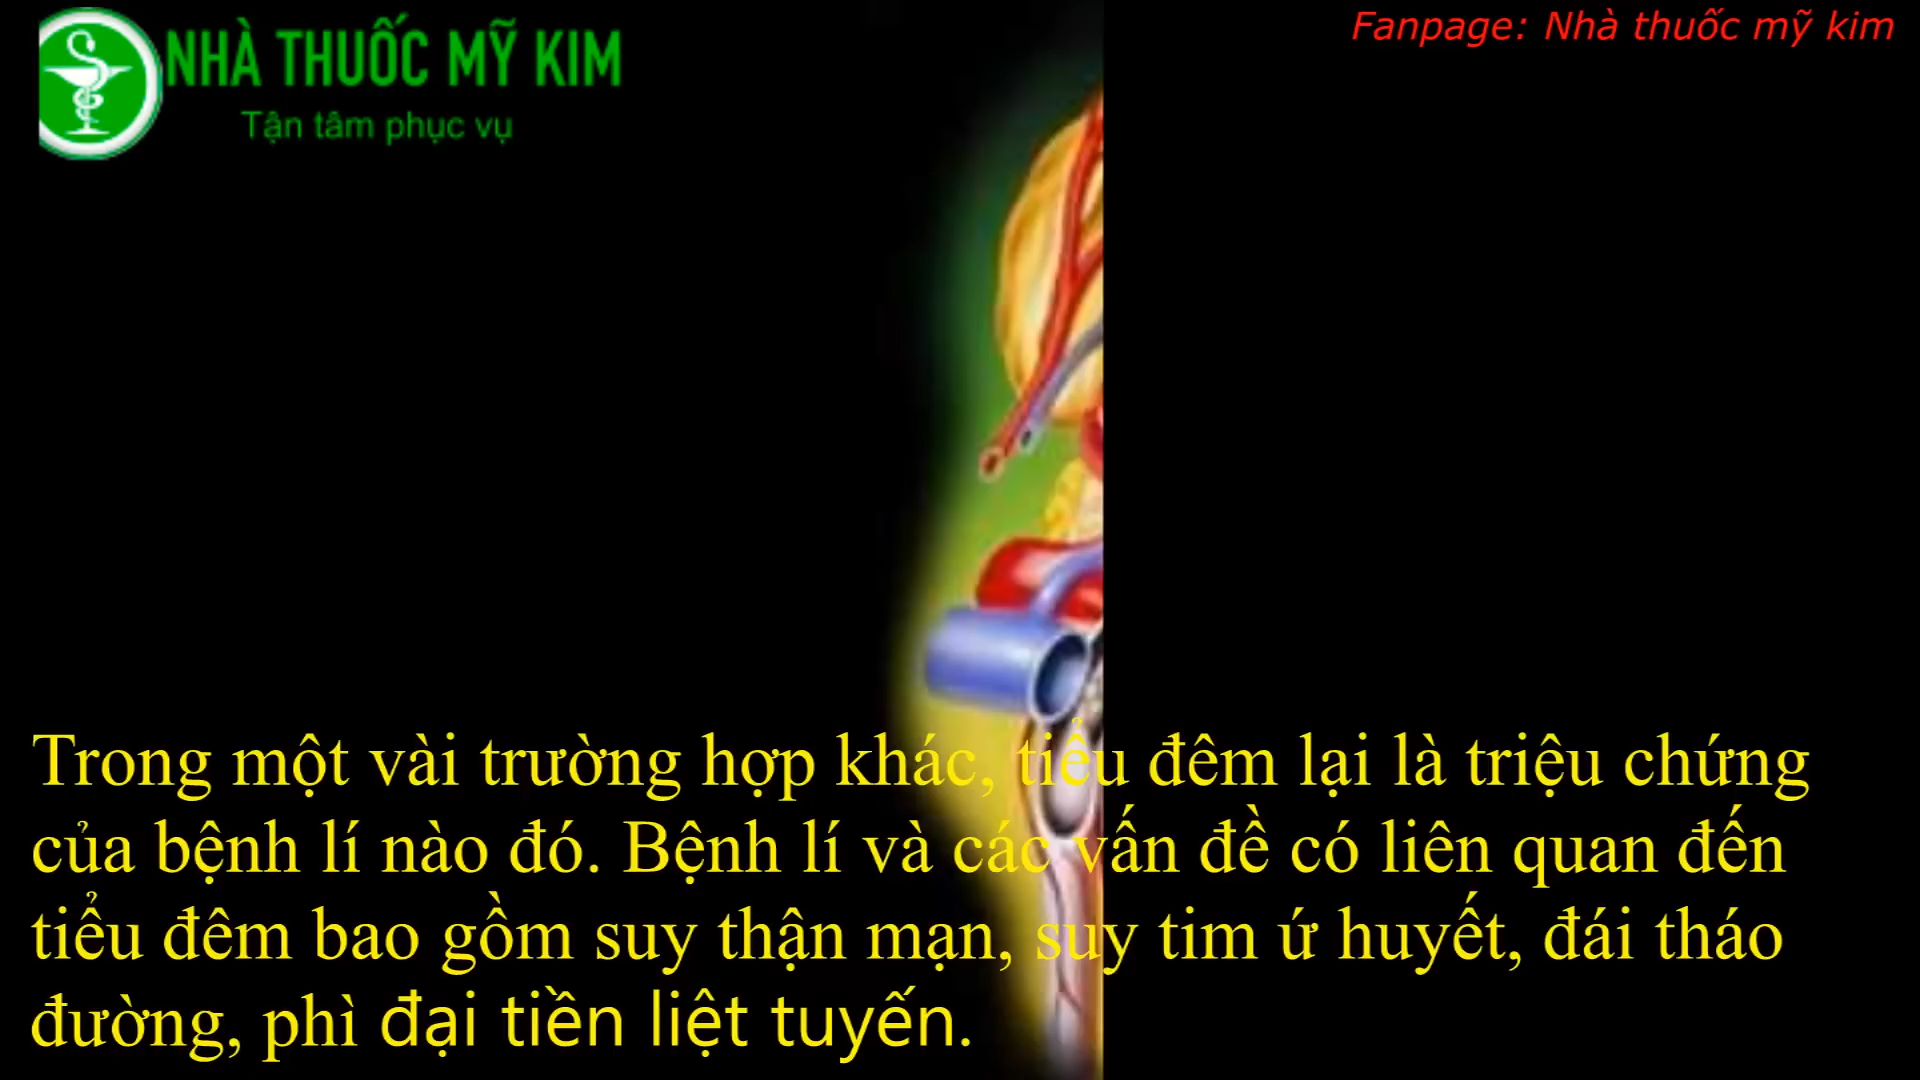 NHÀ THUỐC MỸ KIM
Tận tâm phục vụ
Fanpage: Nhà thuốc mỹ kim
Trong một vài trường hợp khác, tiểu đêm lại là triệu chứng
của bệnh lí nào đó. Bệnh lí và các vấn đề có liên quan đến
tiểu đêm bao gồm suy thận mạn, suy tim ứ huyết, đái tháo
đường, phì đại tiền liệt tuyến.